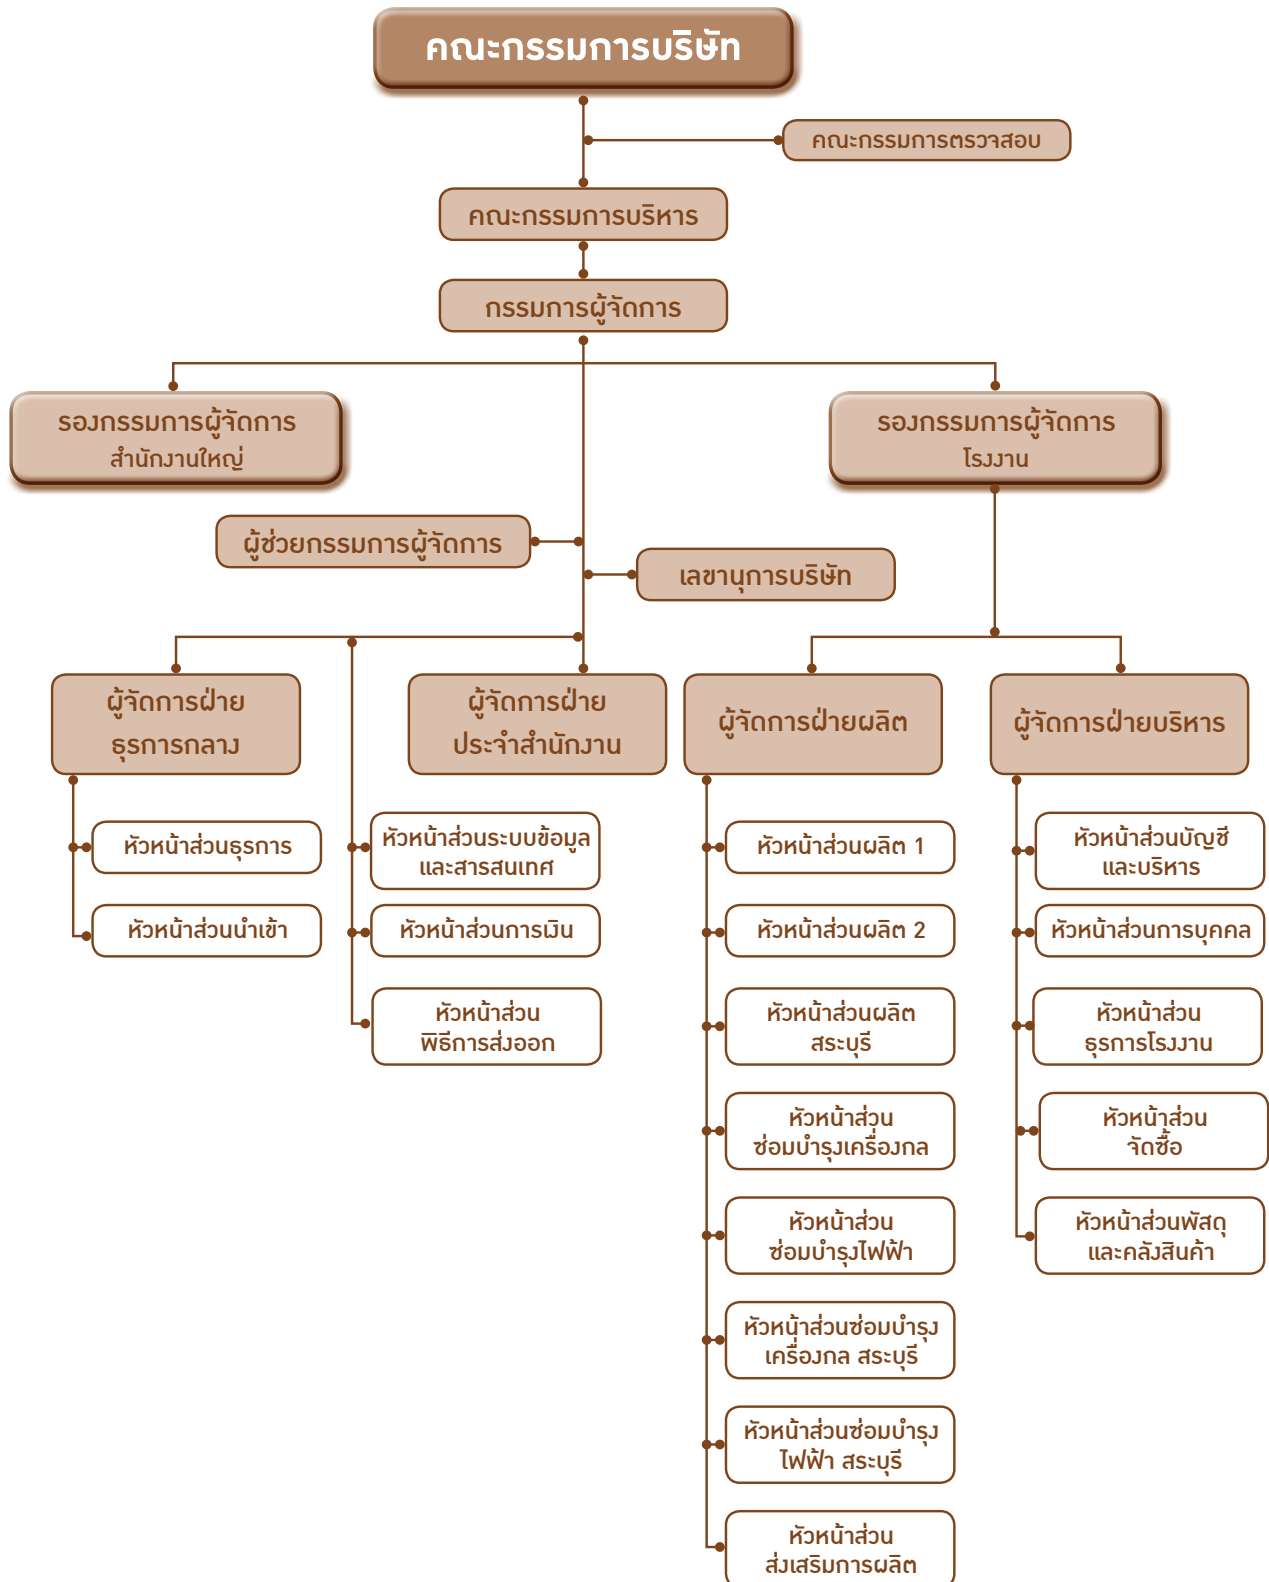 คณะกรรมการบริษัท
คณะกรรมการตรวจสอบ
คณะกรรมการบริหาร
กรรมการผู้จัดการ
รองกรรมการผู้จัดการ
สำนักงานใหญ่
รองกรรมการผู้จัดการ
โรงงาน
ผู้ช่วยกรรมการผู้จัดการ
เลขานุการบริษัท
ผู้จัดการฝ่าย
ธุรการกลาง
ผู้จัดการฝ่าย
ประจำสำนักงาน
ผู้จัดการฝ่ายผลิต
ผู้จัดการฝ่ายบริหาร
หัวหน้าส่วนธุรการ
หัวหน้าส่วนนำเข้า
หัวหน้าส่วนระบบข้อมูล
และสารสนเทศ
หัวหน้าส่วนการเงิน
หัวหน้าส่วน
พิธีการส่งออก
หัวหน้าส่วนผลิต 1
หัวหน้าส่วนผลิต 2
หัวหน้าส่วนผลิต
สระบุรี
หัวหน้าส่วน
ซ่อมบำรุงเครื่องกล
หัวหน้าส่วน
ซ่อมบำรุงไฟฟ้า
หัวหน้าส่วนซ่อมบำรุง
เครื่องกล สระบุรี
หัวหน้าส่วนซ่อมบำรุง
ไฟฟ้า สระบุรี
หัวหน้าส่วน
ส่งเสริมการผลิต
หัวหน้าส่วนบัญชี
และบริหาร
หัวหน้าส่วนการบุคคล
หัวหน้าส่วน
ธุรการโรงงาน
หัวหน้าส่วน
จัดซื้อ
หัวหน้าส่วนพัสดุ
และคลังสินค้า